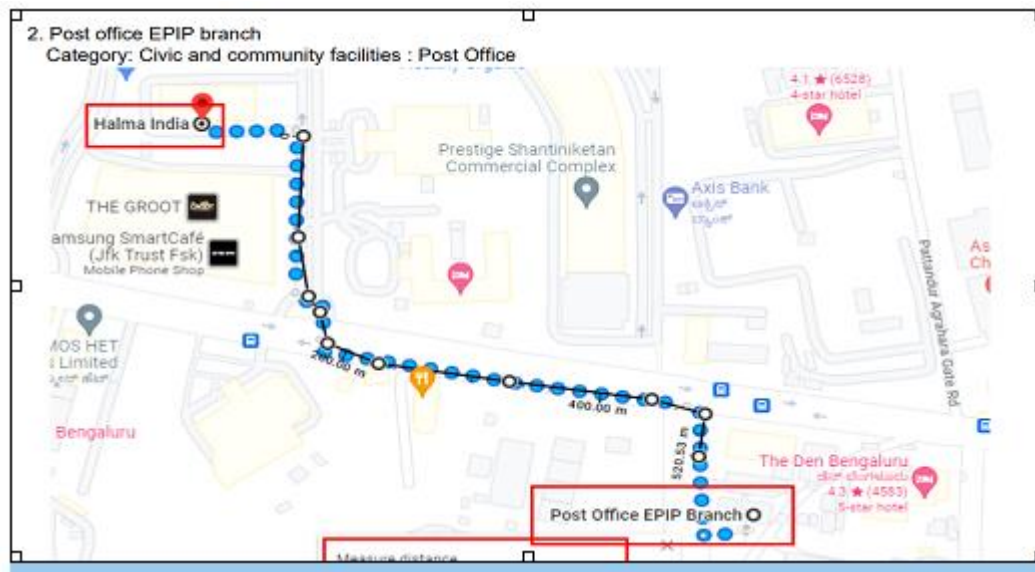 2. Post office EPIP branch
Category: Civic and community facilities : Post Office
4.1 ★ (6528)
4-star hotel
Halma India
Prestige Shantiniketan
Commercial Complex
Axis Bank
THE GROOT
amsung SmartCafé
(Jfk Trust Fsk)
Mobile Phone Shop
As
Ch
Pattandur Agrahara Gate Rd
MOS HET
Limited
200.00 m
400.00 m
520.53 m
Bengaluru
The Den Bengaluru
4.3 ★ (4583)
5-star hotel
Post Office EPIP Branch
Measure distance